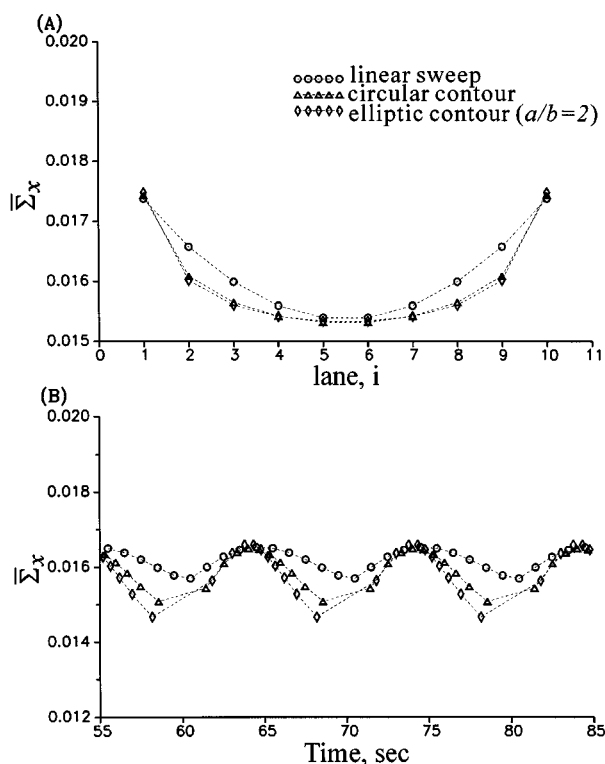 (A)
0.020
0.019
0.018
0.017
0.016
0.015
Σ̅x
linear sweep
circular contour
elliptic contour (a/b=2)
0 1 2 3 4 5 6 7 8 9 10 11
lane, i
(B)
0.020
0.018
0.016
0.014
0.012
Σ̅x
55 60 65 70 75 80 85
Time, sec